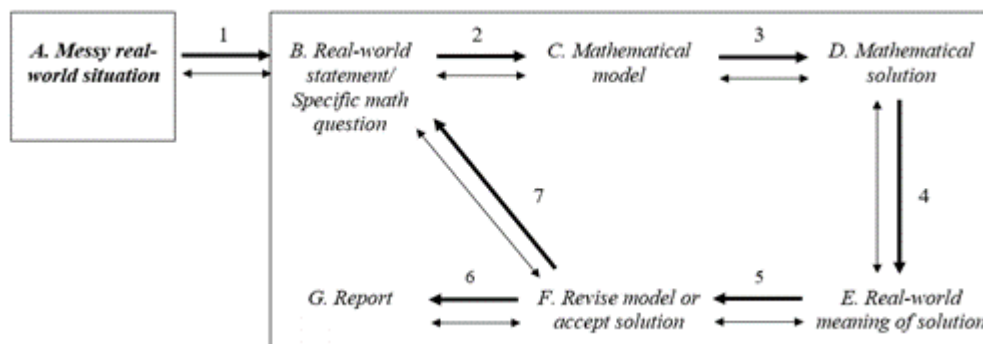 A. Messy real-
world situation
1
B. Real-world
statement/
Specific math
question
2
C. Mathematical
model
3
D. Mathematical
solution
4
7
G. Report
6
F. Revise model or
accept solution
5
E. Real-world
meaning of solution